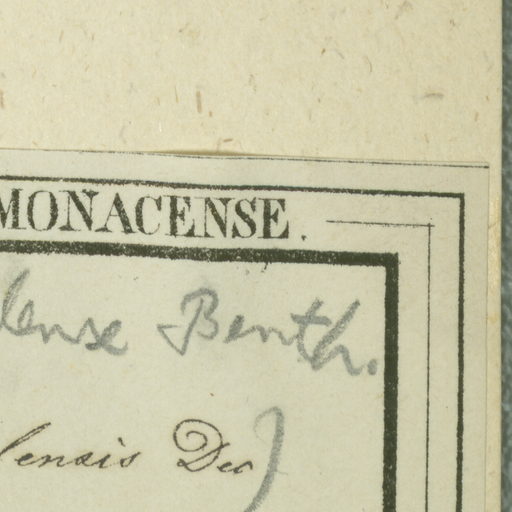 MONACENSE.
lense Benth.
lensis Dec)